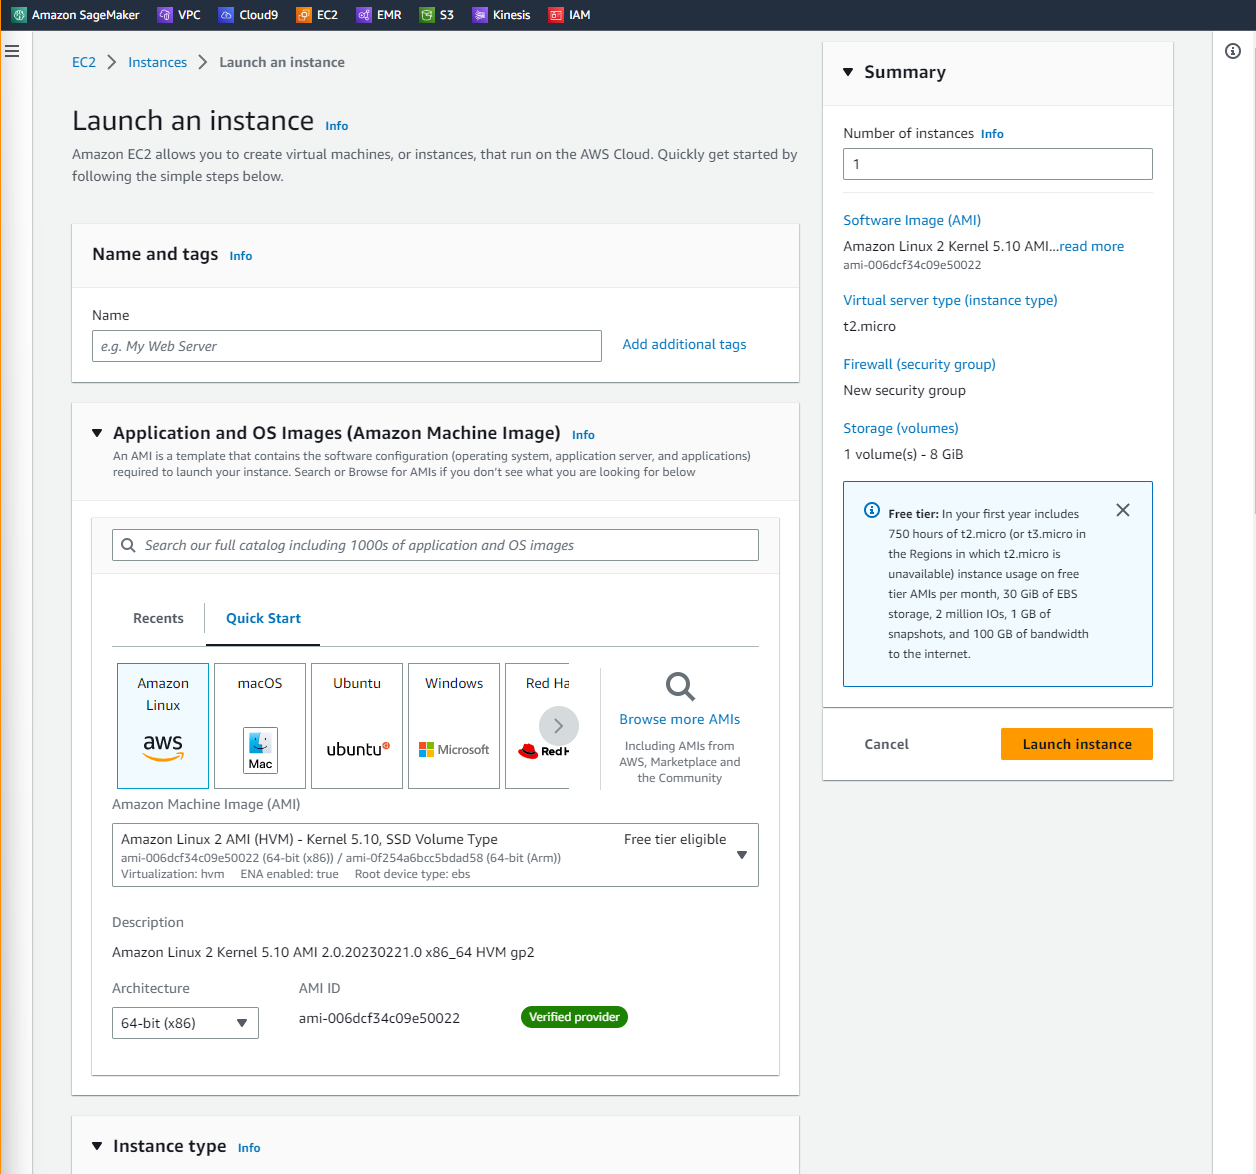 Amazon SageMaker VPC Cloud9 EC2 EMR S3 Kinesis IAM
EC2 Instances Launch an instance
Launch an instance Info
Amazon EC2 allows you to create virtual machines, or instances, that run on the AWS Cloud. Quickly get started by
following the simple steps below.
Name and tags Info
Name
e.g. My Web Server
Add additional tags
Application and OS Images (Amazon Machine Image) Info
An AMI is a template that contains the software configuration (operating system, application server, and applications)
required to launch your instance. Search or Browse for AMIs if you don't see what you are looking for below
Search our full catalog including 1000s of application and OS images
Recents Quick Start
Amazon
Linux
aws
macOS
Mac
Ubuntu
ubuntu
Windows
Microsoft
Red Ha
Red H
Browse more AMIs
Including AMIs from
AWS, Marketplace and
the Community
Amazon Machine Image (AMI)
Amazon Linux 2 AMI (HVM) - Kernel 5.10, SSD Volume Type Free tier eligible
ami-006dcf34c09e50022 (64-bit (x86)) / ami-0f254a6bcc5bdad58 (64-bit (Arm))
Virtualization: hvm ENA enabled: true Root device type: ebs
Description
Amazon Linux 2 Kernel 5.10 AMI 2.0.20230221.0 x86_64 HVM gp2
Architecture AMI ID
64-bit (x86) ami-006dcf34c09e50022 Verified provider
Instance type Info
Summary
Number of instances Info
1
Software Image (AMI)
Amazon Linux 2 Kernel 5.10 AMI...read more
ami-006dcf34c09e50022
Virtual server type (instance type)
t2.micro
Firewall (security group)
New security group
Storage (volumes)
1 volume(s) - 8 GiB
Free tier: In your first year includes
750 hours of t2.micro (or t3.micro in
the Regions in which t2.micro is
unavailable) instance usage on free
tier AMIs per month, 30 GiB of EBS
storage, 2 million IOs, 1 GB of
snapshots, and 100 GB of bandwidth
to the internet.
Cancel Launch instance